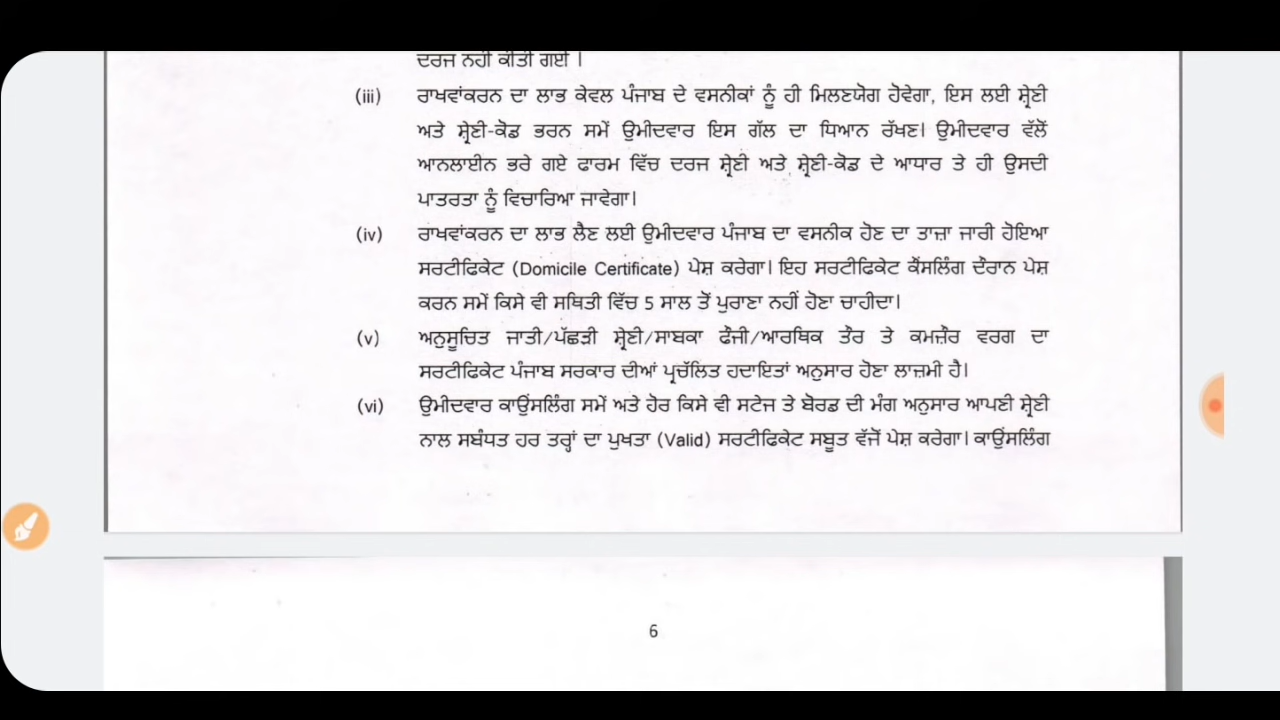 ਦਰਜ ਨਹੀਂ ਕੀਤੀ ਗਈ ।
(iii) ਰਾਖਵਾਂਕਰਨ ਦਾ ਲਾਭ ਕੇਵਲ ਪੰਜਾਬ ਦੇ ਵਸਨੀਕਾਂ ਨੂੰ ਹੀ ਮਿਲਣਯੋਗ ਹੋਵੇਗਾ, ਇਸ ਲਈ ਸ਼੍ਰੇਣੀ
ਅਤੇ ਸ਼੍ਰੇਣੀ-ਕੋਡ ਭਰਨ ਸਮੇਂ ਉਮੀਦਵਾਰ ਇਸ ਗੱਲ ਦਾ ਧਿਆਨ ਰੱਖਣ। ਉਮੀਦਵਾਰ ਵੱਲੋਂ
ਆਨਲਾਈਨ ਭਰੇ ਗਏ ਫਾਰਮ ਵਿੱਚ ਦਰਜ ਸ਼੍ਰੇਣੀ ਅਤੇ ਸ਼੍ਰੇਣੀ-ਕੋਡ ਦੇ ਆਧਾਰ ਤੇ ਹੀ ਉਸਦੀ
ਪਾਤਰਤਾ ਨੂੰ ਵਿਚਾਰਿਆ ਜਾਵੇਗਾ।
(iv) ਰਾਖਵਾਂਕਰਨ ਦਾ ਲਾਭ ਲੈਣ ਲਈ ਉਮੀਦਵਾਰ ਪੰਜਾਬ ਦਾ ਵਸਨੀਕ ਹੋਣ ਦਾ ਤਾਜ਼ਾ ਜਾਰੀ ਹੋਇਆ
ਸਰਟੀਫਿਕੇਟ (Domicile Certificate) ਪੇਸ਼ ਕਰੇਗਾ। ਇਹ ਸਰਟੀਫਿਕੇਟ ਕੌਂਸਲਿੰਗ ਦੌਰਾਨ ਪੇਸ਼
ਕਰਨ ਸਮੇਂ ਕਿਸੇ ਵੀ ਸਥਿਤੀ ਵਿੱਚ 5 ਸਾਲ ਤੋਂ ਪੁਰਾਣਾ ਨਹੀਂ ਹੋਣਾ ਚਾਹੀਦਾ।
(v) ਅਨੁਸੂਚਿਤ ਜਾਤੀ/ਪੱਛੜੀ ਸ਼੍ਰੇਣੀ/ਸਾਬਕਾ ਫੌਜੀ/ਆਰਥਿਕ ਤੌਰ ਤੇ ਕਮਜ਼ੋਰ ਵਰਗ ਦਾ
ਸਰਟੀਫਿਕੇਟ ਪੰਜਾਬ ਸਰਕਾਰ ਦੀਆਂ ਪ੍ਰਚੱਲਿਤ ਹਦਾਇਤਾਂ ਅਨੁਸਾਰ ਹੋਣਾ ਲਾਜ਼ਮੀ ਹੈ।
(vi) ਉਮੀਦਵਾਰ ਕਾਉਂਸਲਿੰਗ ਸਮੇਂ ਅਤੇ ਹੋਰ ਕਿਸੇ ਵੀ ਸਟੇਜ ਤੇ ਬੋਰਡ ਦੀ ਮੰਗ ਅਨੁਸਾਰ ਆਪਣੀ ਸ਼੍ਰੇਣੀ
ਨਾਲ ਸਬੰਧਤ ਹਰ ਤਰ੍ਹਾਂ ਦਾ ਪੁਖਤਾ (Valid) ਸਰਟੀਫਿਕੇਟ ਸਬੂਤ ਵੱਜੋਂ ਪੇਸ਼ ਕਰੇਗਾ। ਕਾਉਂਸਲਿੰਗ
6